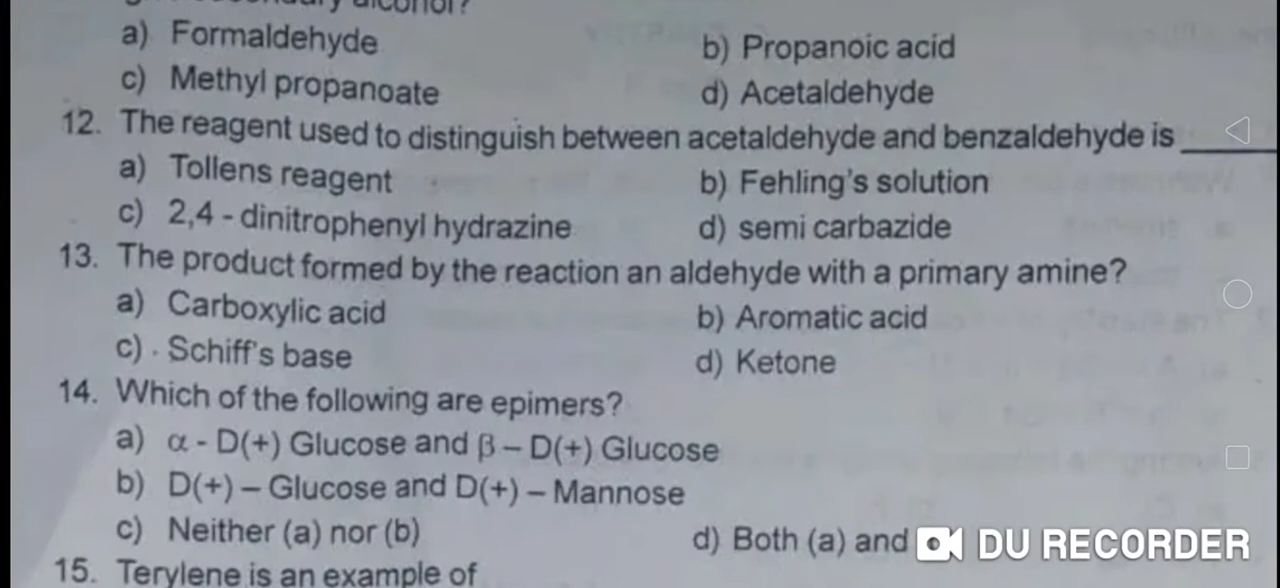 alcohol?
a) Formaldehyde b) Propanoic acid
c) Methyl propanoate d) Acetaldehyde
12. The reagent used to distinguish between acetaldehyde and benzaldehyde is ____
a) Tollens reagent b) Fehling's solution
c) 2,4 - dinitrophenyl hydrazine d) semi carbazide
13. The product formed by the reaction an aldehyde with a primary amine?
a) Carboxylic acid b) Aromatic acid
c) . Schiff's base d) Ketone
14. Which of the following are epimers?
a) α - D(+) Glucose and β – D(+) Glucose
b) D(+) – Glucose and D(+) – Mannose
c) Neither (a) nor (b) d) Both (a) and
DU RECORDER
15. Terylene is an example of